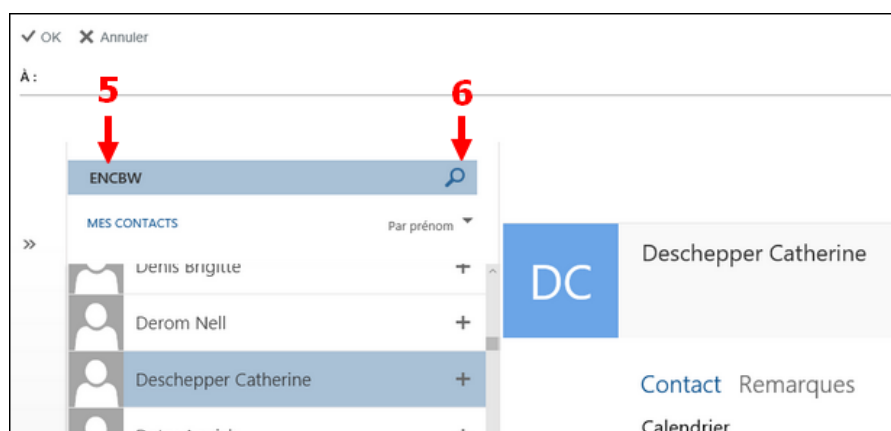 OK Annuler
À :
5 6
ENCBW
MES CONTACTS Par prénom
»
Denis Brigitte +
DC
Deschepper Catherine
Derom Nell +
Deschepper Catherine +
Contact Remarques
Calendrier